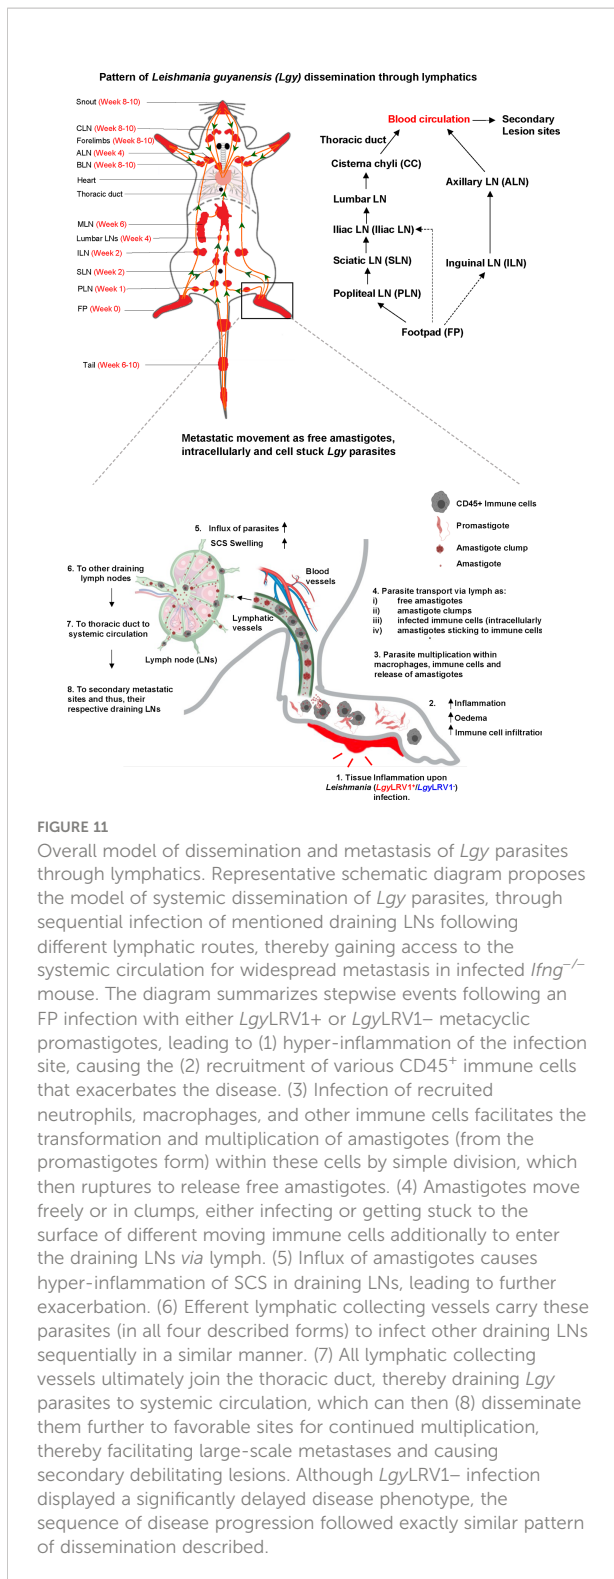 Pattern of Leishmania guyanensis (Lgy) dissemination through lymphatics
Snout (Week 8-10)
CLN (Week 8-10)
Forelimbs (Week 8-10)
ALN (Week 4)
BLN (Week 8-10)
Heart
Thoracic duct
MLN (Week 6)
Lumbar LNs (Week 4)
ILN (Week 2)
SLN (Week 2)
PLN (Week 1)
FP (Week 0)
Tail (Week 6-10)
Blood circulation
Secondary
Lesion sites
Thoracic duct
Cisterna chyli (CC)
Axillary LN (ALN)
Lumbar LN
Iliac LN (Iliac LN)
Sciatic LN (SLN)
Inguinal LN (ILN)
Popliteal LN (PLN)
Footpad (FP)
Metastatic movement as free amastigotes,
intracellularly and cell stuck Lgy parasites
CD45+ Immune cells
Promastigote
Amastigote clump
Amastigote
5. Influx of parasites
SCS Swelling
6. To other draining
lymph nodes
7. To thoracic duct to
systemic circulation
8. To secondary metastatic
sites and thus, their
respective draining LNs
Blood
vessels
Lymphatic
vessels
Lymph node (LNs)
4. Parasite transport via lymph as:
i) free amastigotes
ii) amastigote clumps
iii) infected immune cells (intracellularly
iv) amastigotes sticking to immune cells
3. Parasite multiplication within
macrophages, immune cells and
release of amastigotes
2. Inflammation
Oedema
Immune cell infiltration
1. Tissue Inflammation upon
Leishmania (LgyLRV1+/LgyLRV1-)
infection.
FIGURE 11
Overall model of dissemination and metastasis of Lgy parasites
through lymphatics. Representative schematic diagram proposes
the model of systemic dissemination of Lgy parasites, through
sequential infection of mentioned draining LNs following
different lymphatic routes, thereby gaining access to the
systemic circulation for widespread metastasis in infected Ifng−/−
mouse. The diagram summarizes stepwise events following an
FP infection with either LgyLRV1+ or LgyLRV1− metacyclic
promastigotes, leading to (1) hyper-inflammation of the infection
site, causing the (2) recruitment of various CD45+ immune cells
that exacerbates the disease. (3) Infection of recruited
neutrophils, macrophages, and other immune cells facilitates the
transformation and multiplication of amastigotes (from the
promastigotes form) within these cells by simple division, which
then ruptures to release free amastigotes. (4) Amastigotes move
freely or in clumps, either infecting or getting stuck to the
surface of different moving immune cells additionally to enter
the draining LNs via lymph. (5) Influx of amastigotes causes
hyper-inflammation of SCS in draining LNs, leading to further
exacerbation. (6) Efferent lymphatic collecting vessels carry these
parasites (in all four described forms) to infect other draining LNs
sequentially in a similar manner. (7) All lymphatic collecting
vessels ultimately join the thoracic duct, thereby draining Lgy
parasites to systemic circulation, which can then (8) disseminate
them further to favorable sites for continued multiplication,
thereby facilitating large-scale metastases and causing
secondary debilitating lesions. Although LgyLRV1− infection
displayed a significantly delayed disease phenotype, the
sequence of disease progression followed exactly similar pattern
of dissemination described.